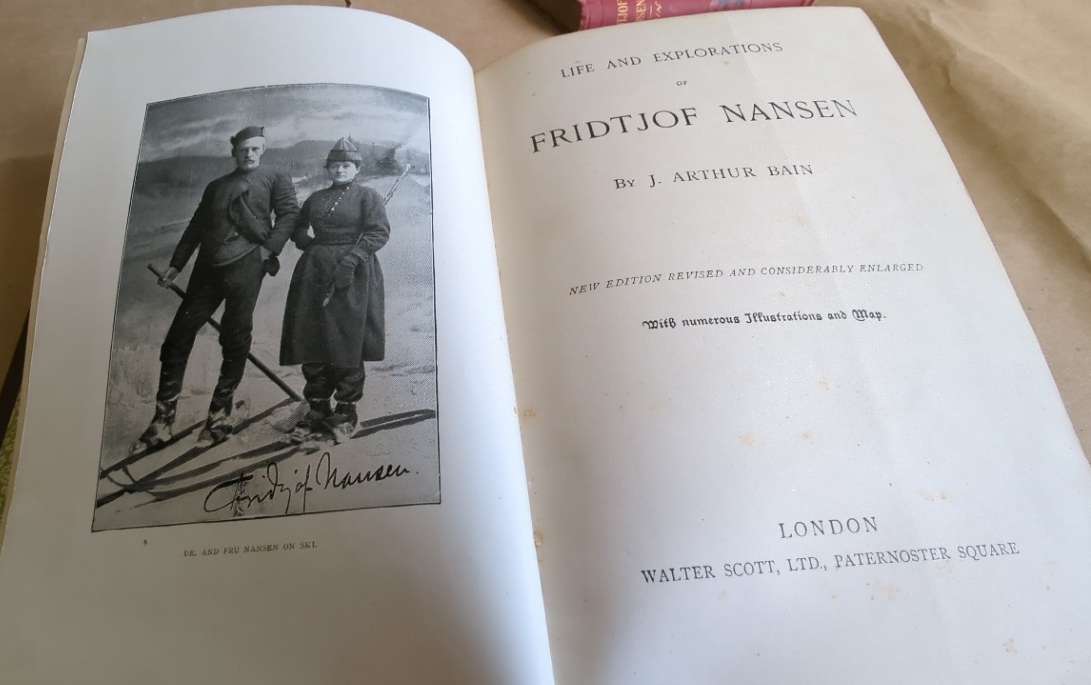 Fridtjof Nansen.
DR. AND FRU NANSEN ON SKI.
LIFE AND EXPLORATIONS
OF
FRIDTJOF NANSEN
BY J. ARTHUR BAIN
NEW EDITION REVISED AND CONSIDERABLY ENLARGED
With numerous Illustrations and Map.
LONDON
WALTER SCOTT, LTD., PATERNOSTER SQUARE